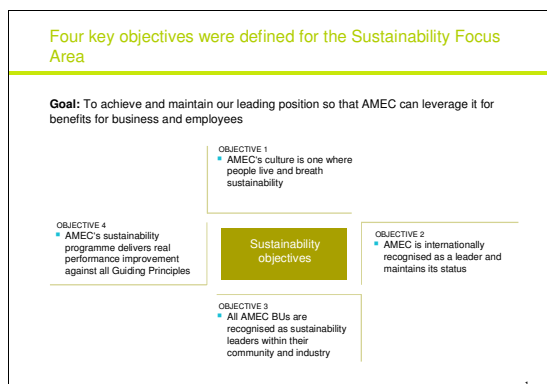 Four key objectives were defined for the Sustainability Focus
Area
Goal: To achieve and maintain our leading position so that AMEC can leverage it for
benefits for business and employees
OBJECTIVE 1
AMEC's culture is one where
people live and breath
sustainability
OBJECTIVE 4
AMEC's sustainability
programme delivers real
performance improvement
against all Guiding Principles
Sustainability
objectives
OBJECTIVE 2
AMEC is internationally
recognised as a leader and
maintains its status
OBJECTIVE 3
All AMEC BUs are
recognised as sustainability
leaders within their
community and industry
1